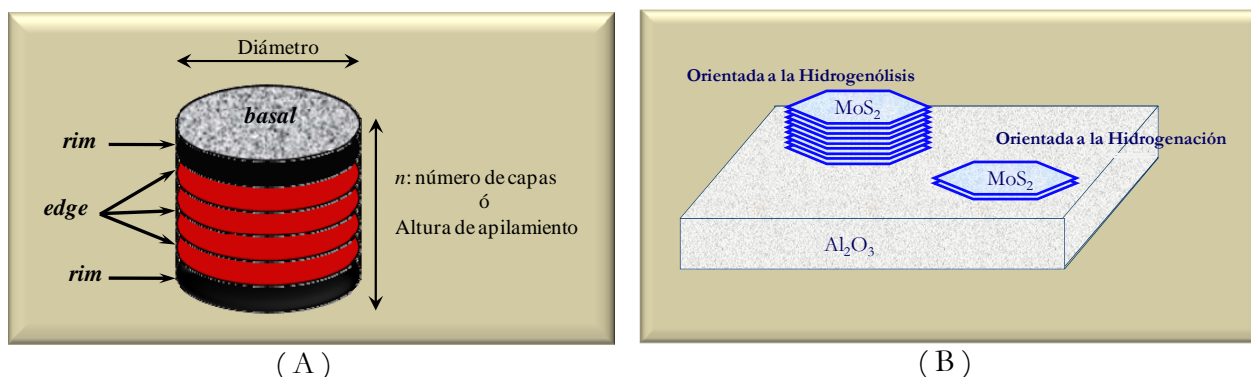 Diámetro
basal
rim
edge
rim
n: número de capas
ó
Altura de apilamiento
( A )
Orientada a la Hidrogenólisis
MoS₂
Orientada a la Hidrogenación
MoS₂
Al₂O₃
( B )